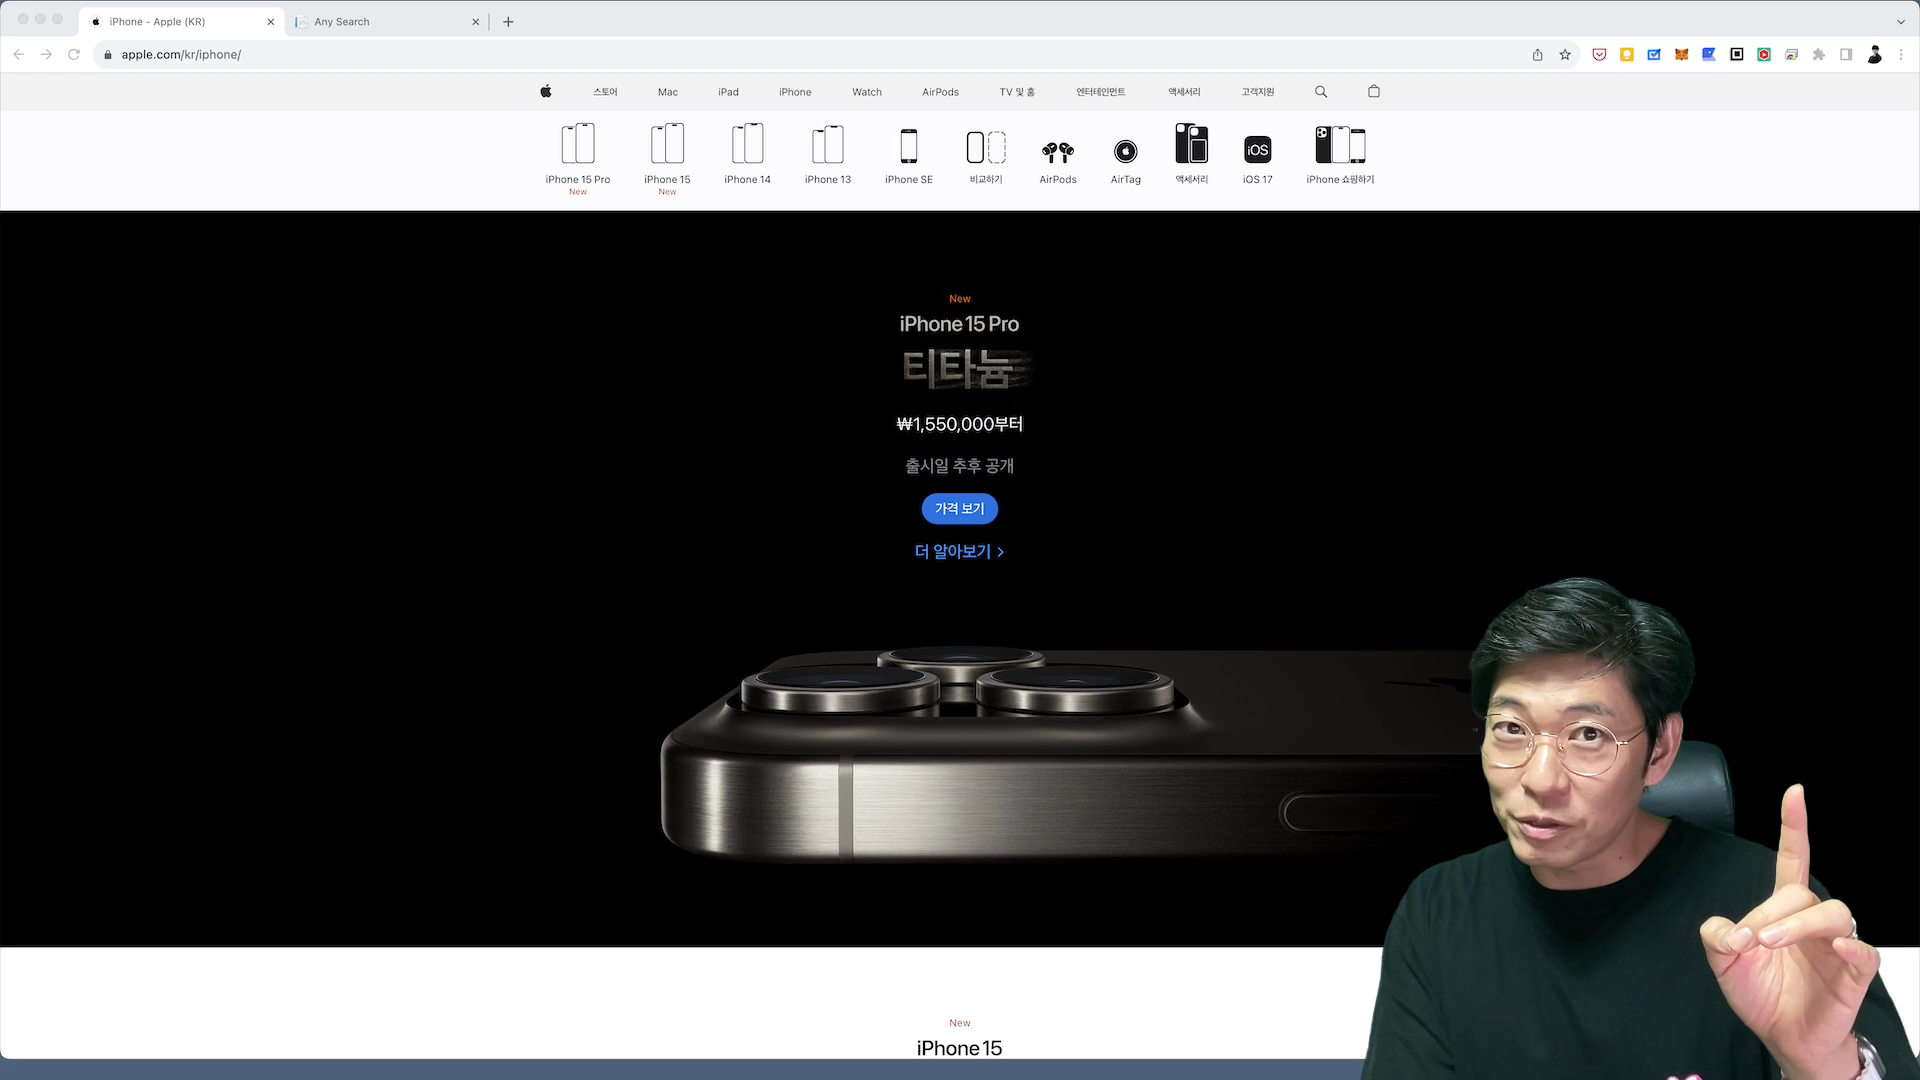 iPhone - Apple (KR)
Any Search
apple.com/kr/iphone/
스토어 Mac iPad iPhone Watch AirPods TV 및 홈 엔터테인먼트 액세서리 고객지원
iPhone 15 Pro
New
iPhone 15
New
iPhone 14
iPhone 13
iPhone SE
비교하기
AirPods
AirTag
액세서리
iOS
iOS 17
iPhone 쇼핑하기
New
iPhone 15 Pro
티타늄
₩1,550,000부터
출시일 추후 공개
가격 보기
더 알아보기 >
New
iPhone 15